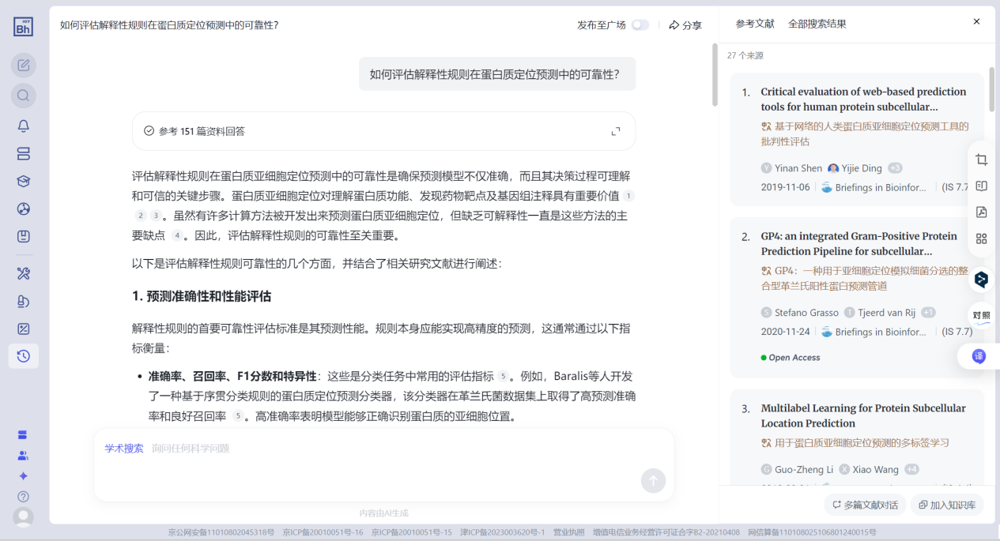 107
Bh
如何评估解释性规则在蛋白质定位预测中的可靠性？
发布至广场
分享
如何评估解释性规则在蛋白质定位预测中的可靠性？
参考 151 篇资料回答
评估解释性规则在蛋白质亚细胞定位预测中的可靠性是确保预测模型不仅准确，而且其决策过程可理解
和可信的关键步骤。蛋白质亚细胞定位对理解蛋白质功能、发现药物靶点及基因组注释具有重要价值 1
2 3 。虽然有许多计算方法被开发出来预测蛋白质亚细胞定位，但缺乏可解释性一直是这些方法的主
要缺点 4 。因此，评估解释性规则的可靠性至关重要。
以下是评估解释性规则可靠性的几个方面，并结合了相关研究文献进行阐述：
1. 预测准确性和性能评估
解释性规则的首要可靠性评估标准是其预测性能。规则本身应能实现高精度的预测，这通常通过以下指
标衡量：
• 准确率、召回率、F1分数和特异性：这些是分类任务中常用的评估指标 5 。例如，Baralis等人开发
了一种基于序贯分类规则的蛋白质定位预测分类器，该分类器在革兰氏菌数据集上取得了高预测准确
率和良好召回率 5 。高准确率表明模型能够正确识别蛋白质的亚细胞位置。
学术搜索 询问任何科学问题
内容由AI生成
参考文献 全部搜索结果
27 个来源
1. Critical evaluation of web-based prediction
tools for human protein subcellular...
基于网络的人类蛋白质亚细胞定位预测工具的
批判性评估
Y Yinan Shen Yijie Ding +3
2019-11-06 Briefings in Bioinfor... (IS 7.7
2. GP4: an integrated Gram-Positive Protein
Prediction Pipeline for subcellular...
GP4：一种用于亚细胞定位模拟细菌分选的整
合型革兰氏阳性蛋白预测管道
S Stefano Grasso T Tjeerd van Rij +1
2020-11-24 Briefings in Bioinfor... (IS 7.7)
Open Access
3. Multilabel Learning for Protein Subcellular
Location Prediction
用于蛋白质亚细胞定位预测的多标签学习
G Guo-Zheng Li X Xiao Wang +4
对照
译
多篇文献对话
加入知识库
京公网安备11010802045318号 京ICP备20010051号-16 京ICP备20010051号-15 津ICP备2023003620号-1 营业执照 增值电信业务经营许可证合字B2-20210408 网信算备110108025106801240015号